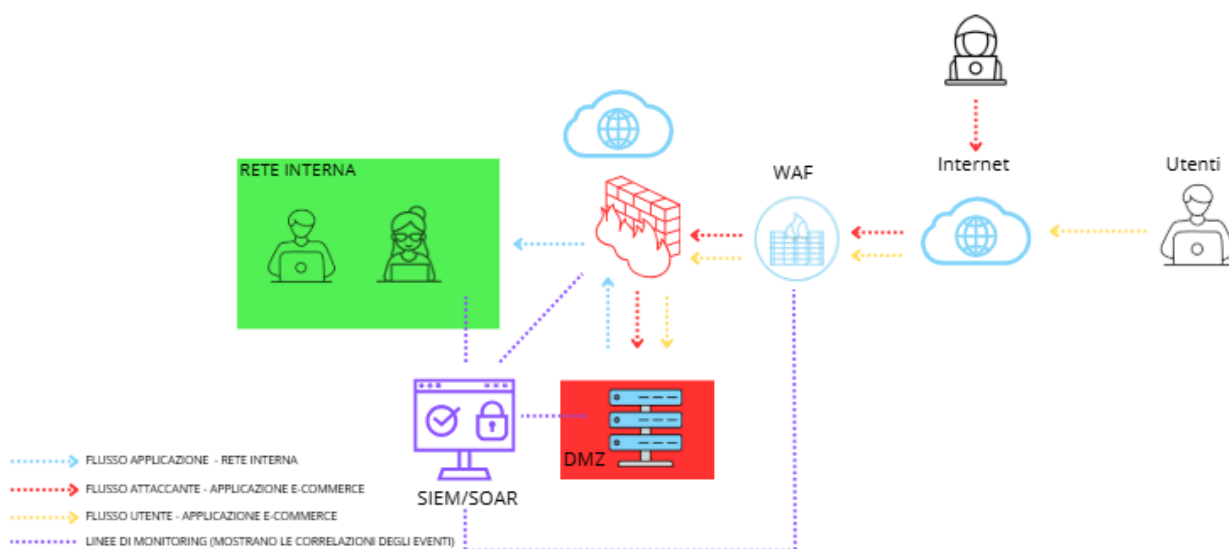 Internet
Utenti
WAF
RETE INTERNA
DMZ
SIEM/SOAR
FLUSSO APPLICAZIONE - RETE INTERNA
FLUSSO ATTACCANTE - APPLICAZIONE E-COMMERCE
FLUSSO UTENTE - APPLICAZIONE E-COMMERCE
LINEE DI MONITORING (MOSTRANO LE CORRELAZIONI DEGLI EVENTI)